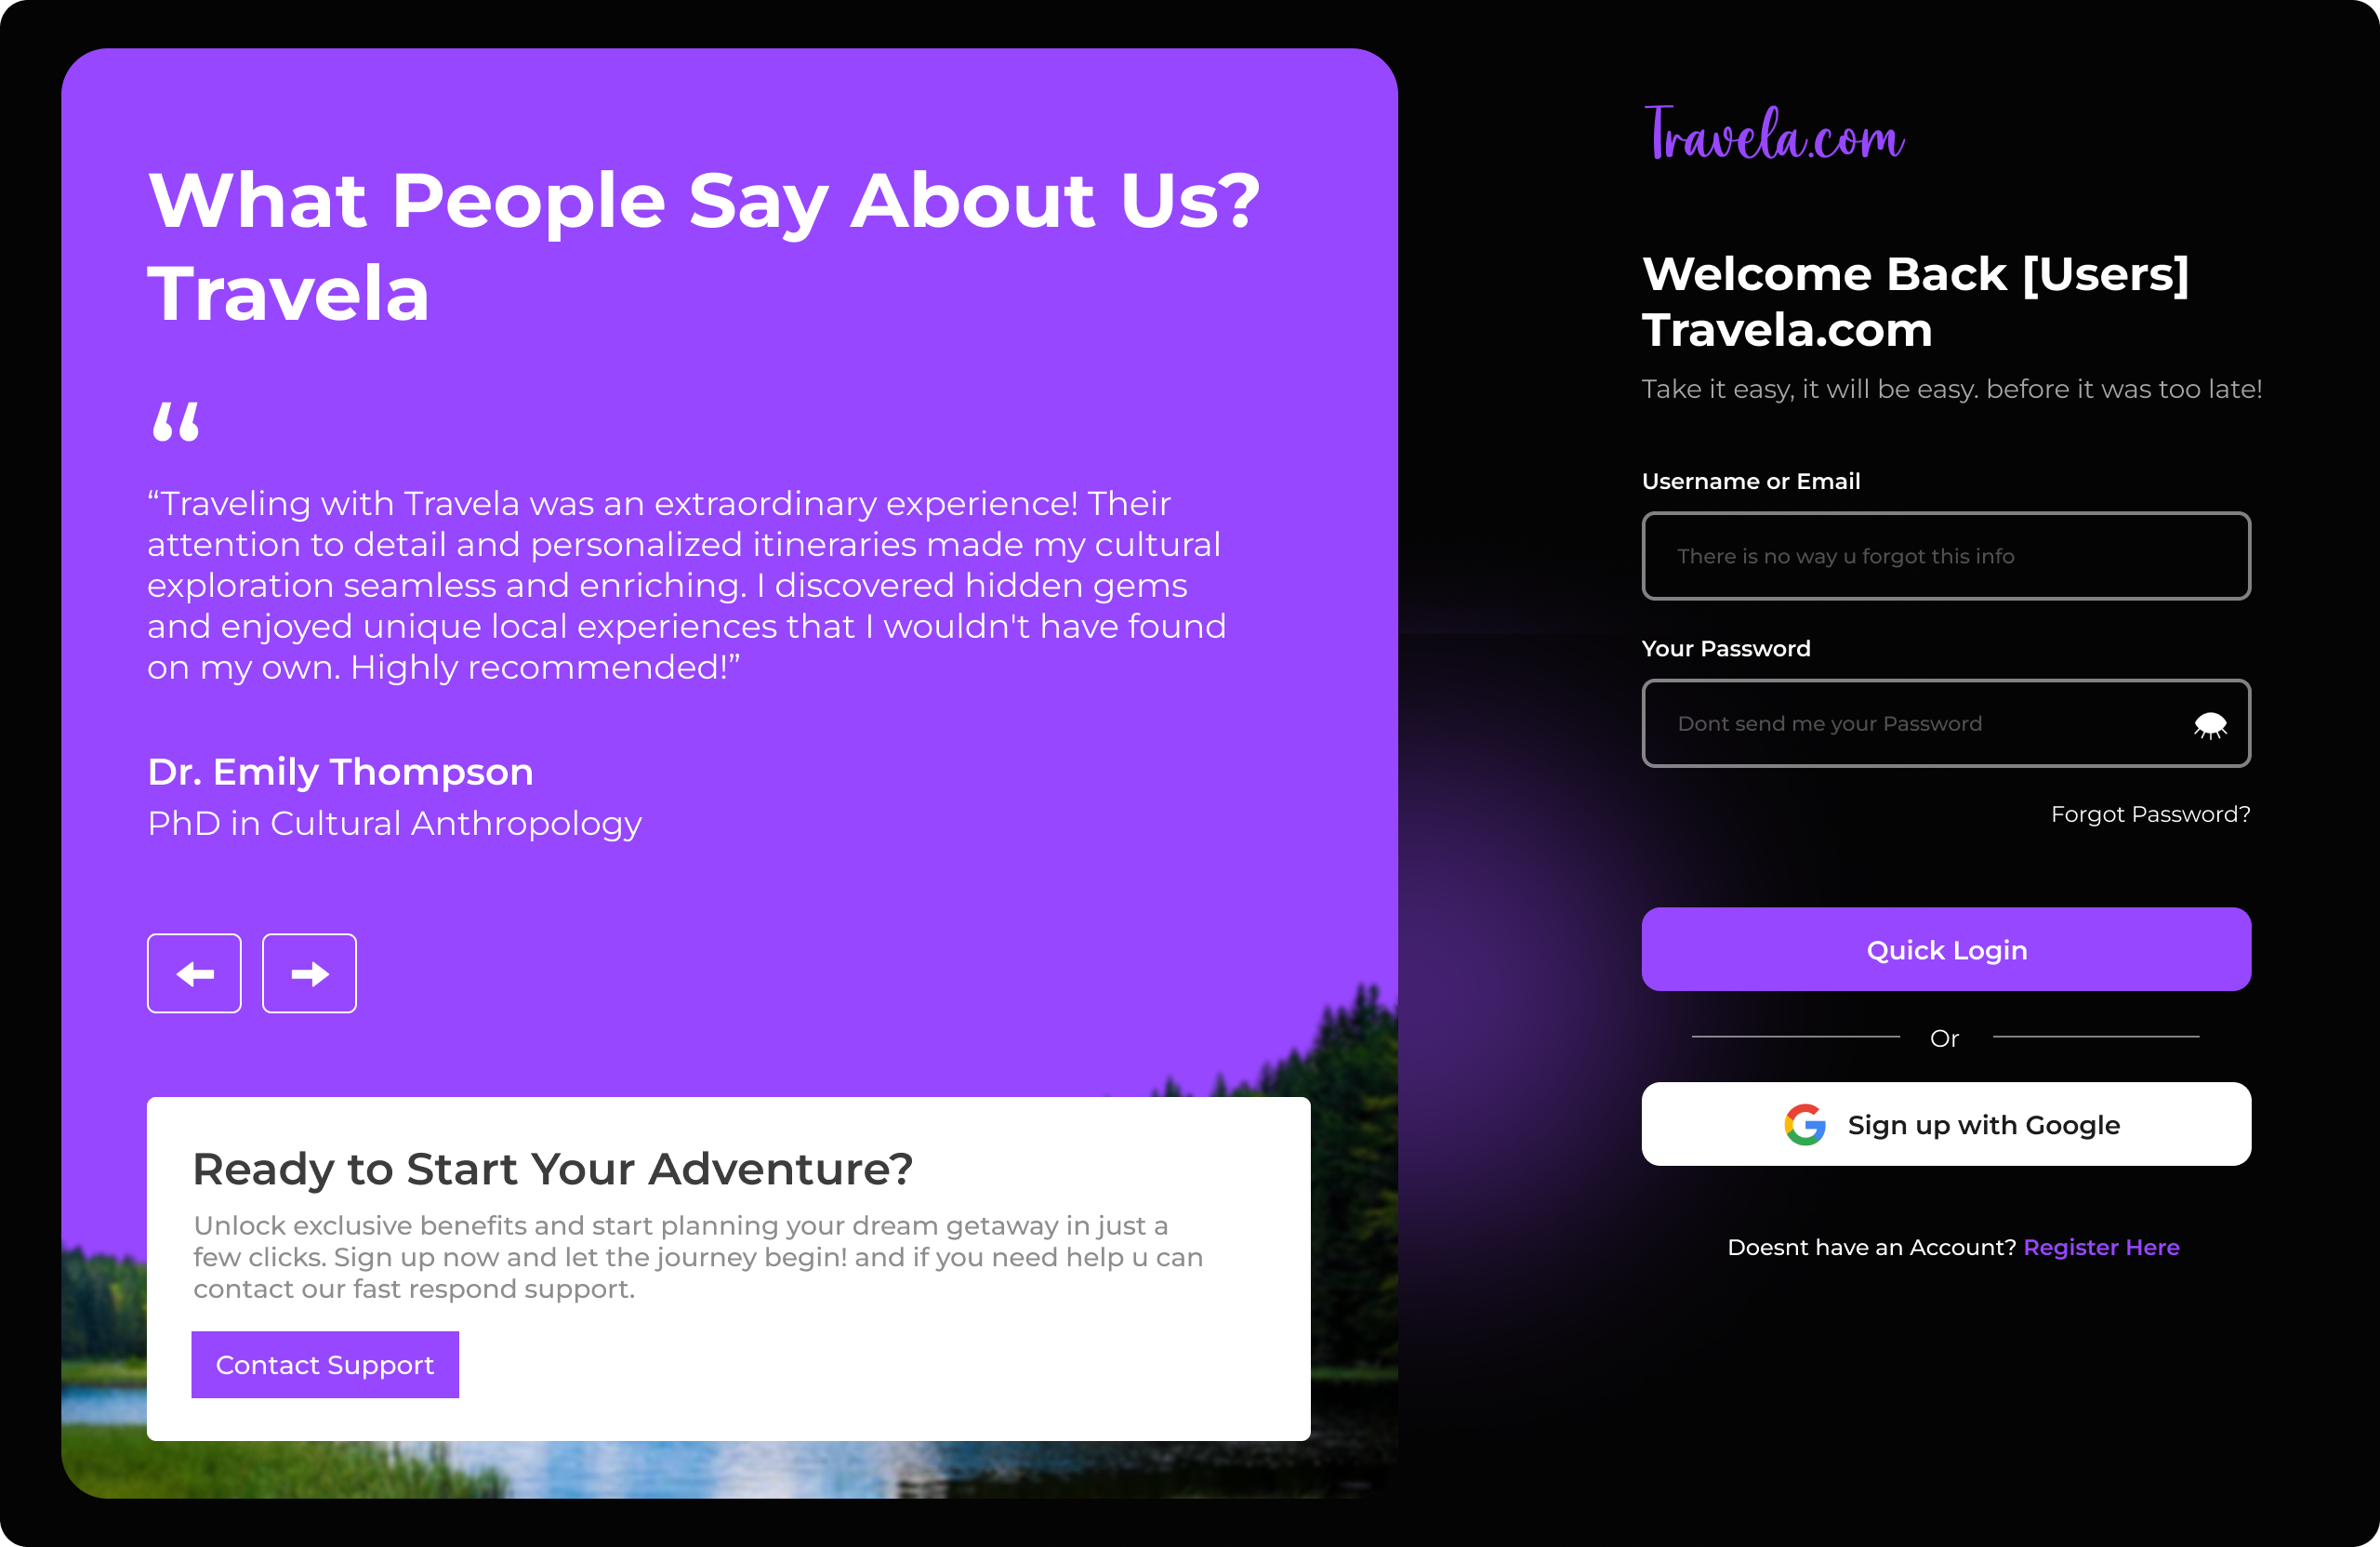 What People Say About Us?
Travela
“
“Traveling with Travela was an extraordinary experience! Their
attention to detail and personalized itineraries made my cultural
exploration seamless and enriching. I discovered hidden gems
and enjoyed unique local experiences that I wouldn't have found
on my own. Highly recommended!”
Dr. Emily Thompson
PhD in Cultural Anthropology
Ready to Start Your Adventure?
Unlock exclusive benefits and start planning your dream getaway in just a
few clicks. Sign up now and let the journey begin! and if you need help u can
contact our fast respond support.
Contact Support
Travela.com
Welcome Back [Users]
Travela.com
Take it easy, it will be easy. before it was too late!
Username or Email
There is no way u forgot this info
Your Password
Dont send me your Password
Forgot Password?
Quick Login
Or
Sign up with Google
Doesnt have an Account? Register Here